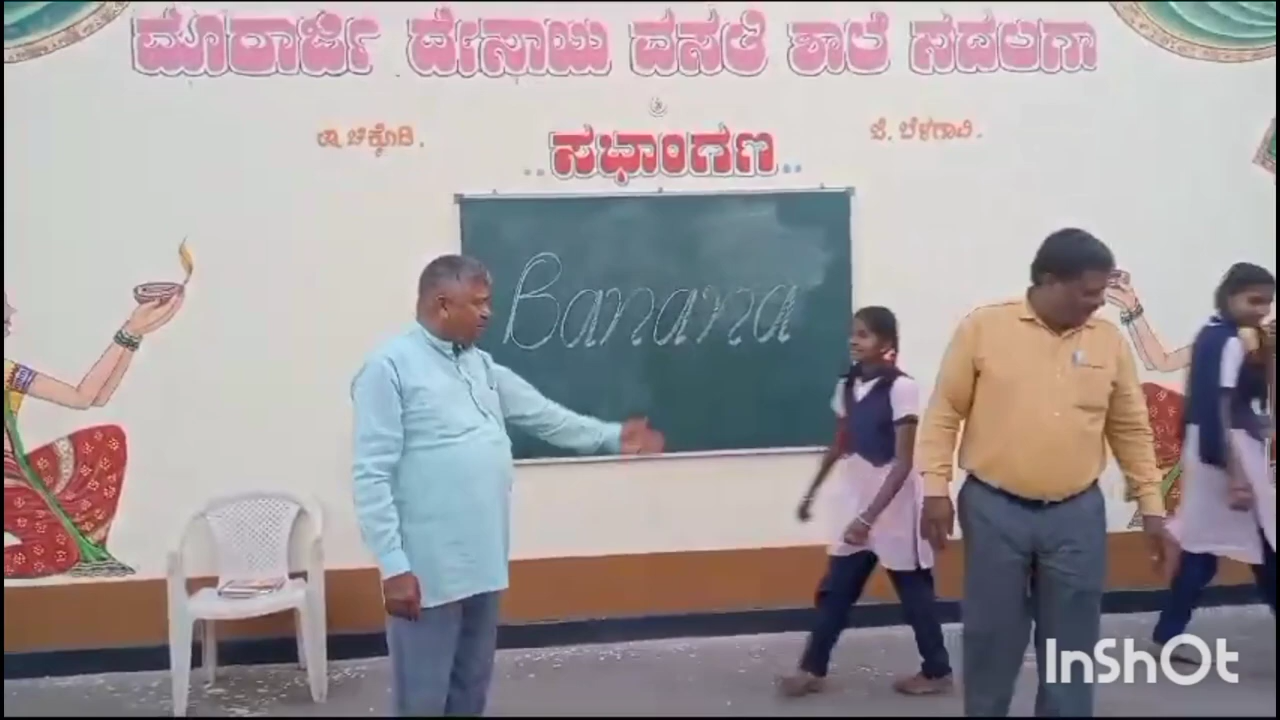 ಮೊರಾರ್ಜಿ ದೇಸಾಯಿ ವಸತಿ ಶಾಲೆ ಸದಲಗಾ
ತಾ. ಚಿಕ್ಕೋಡಿ. ಜಿ. ಬೆಳಗಾವಿ.
..ಸಭಾಂಗಣ..
Banana
InShOt